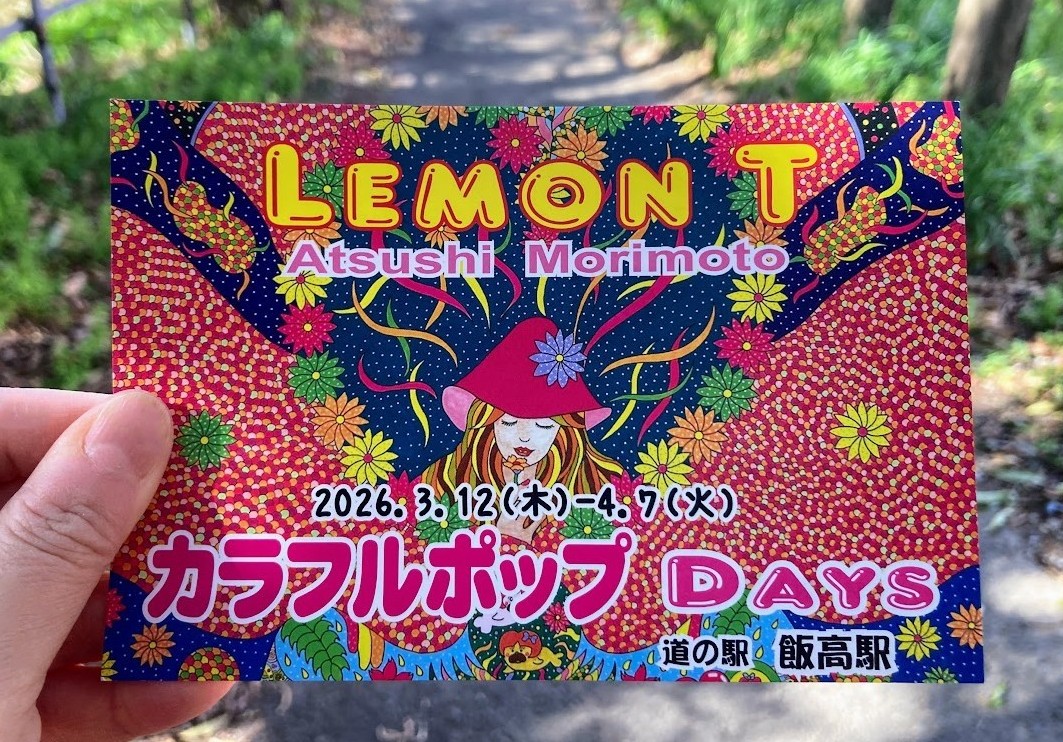 LEMON T
Atsushi Morimoto
2026.3.12(木)-4.7(火)
カラフルポップ DAYS
道の駅 飯高駅